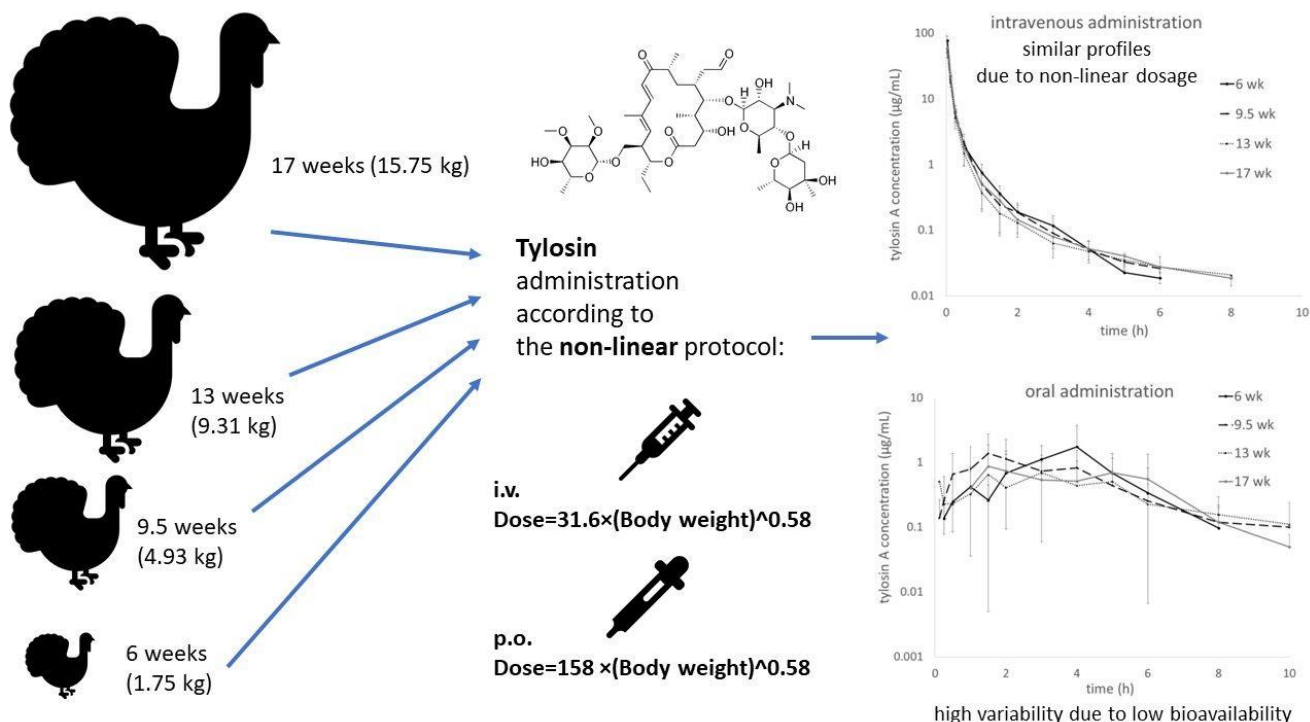 17 weeks (15.75 kg)
13 weeks
(9.31 kg)
9.5 weeks
(4.93 kg)
6 weeks
(1.75 kg)
O
O
O
O
O
HO
O
O
O
O
OH
O
H
OH
N
O
O
O
H
O
OH
OH
Tylosin
administration
according to
the non-linear protocol:
i.v.
Dose=31.6×(Body weight)^0.58
p.o.
Dose=158 ×(Body weight)^0.58
intravenous administration
similar profiles
due to non-linear dosage
6 wk
9.5 wk
13 wk
17 wk
tylosin A concentration (µg/mL)
100
10
1
0.1
0.01
0
2
4
6
8
10
time (h)
oral administration
6 wk
9.5 wk
13 wk
17 wk
tylosin A concentration (µg/mL)
10
1
0.1
0.01
0.001
0
2
4
6
8
10
time (h)
high variability due to low bioavailability